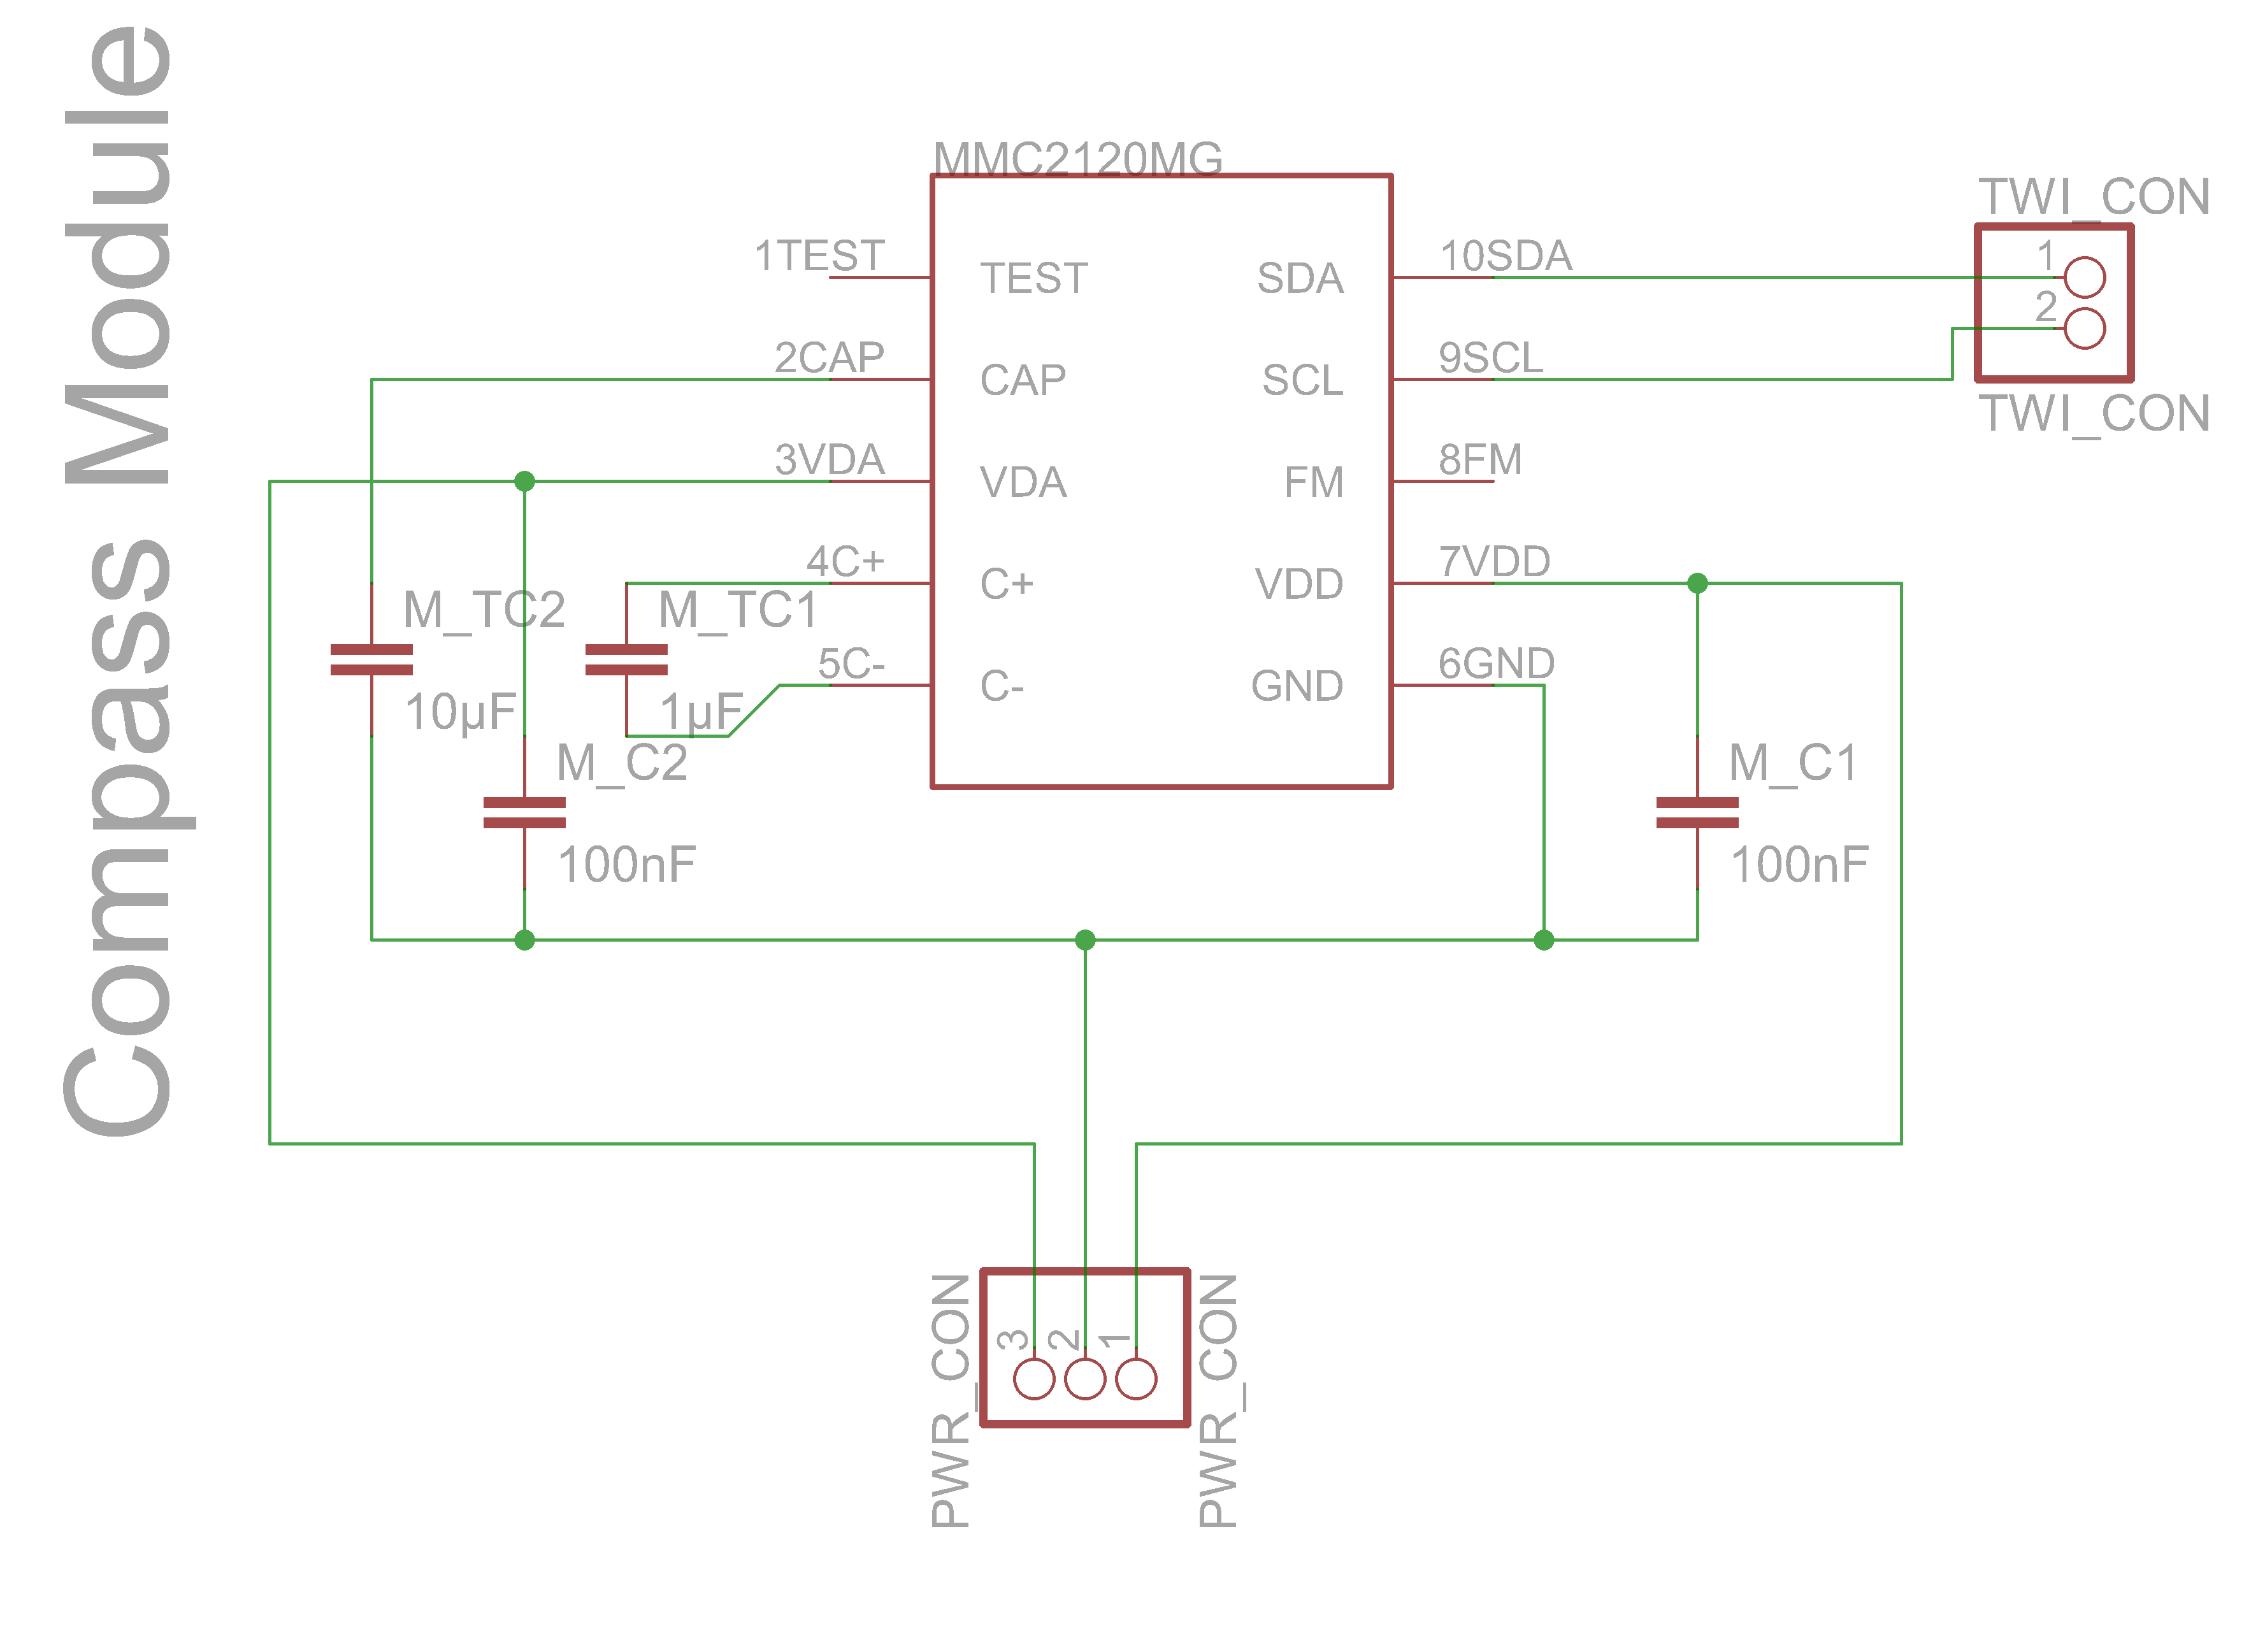 Compass Module
MMC2120MG
1TEST
2CAP
3VDA
4C+
5C-
TEST
CAP
VDA
C+
C-
SDA
SCL
FM
VDD
GND
10SDA
9SCL
8FM
7VDD
6GND
TWI_CON
1
2
TWI_CON
M_TC2
10µF
M_TC1
1µF
M_C2
100nF
M_C1
100nF
PWR_CON
3
2
1
PWR_CON